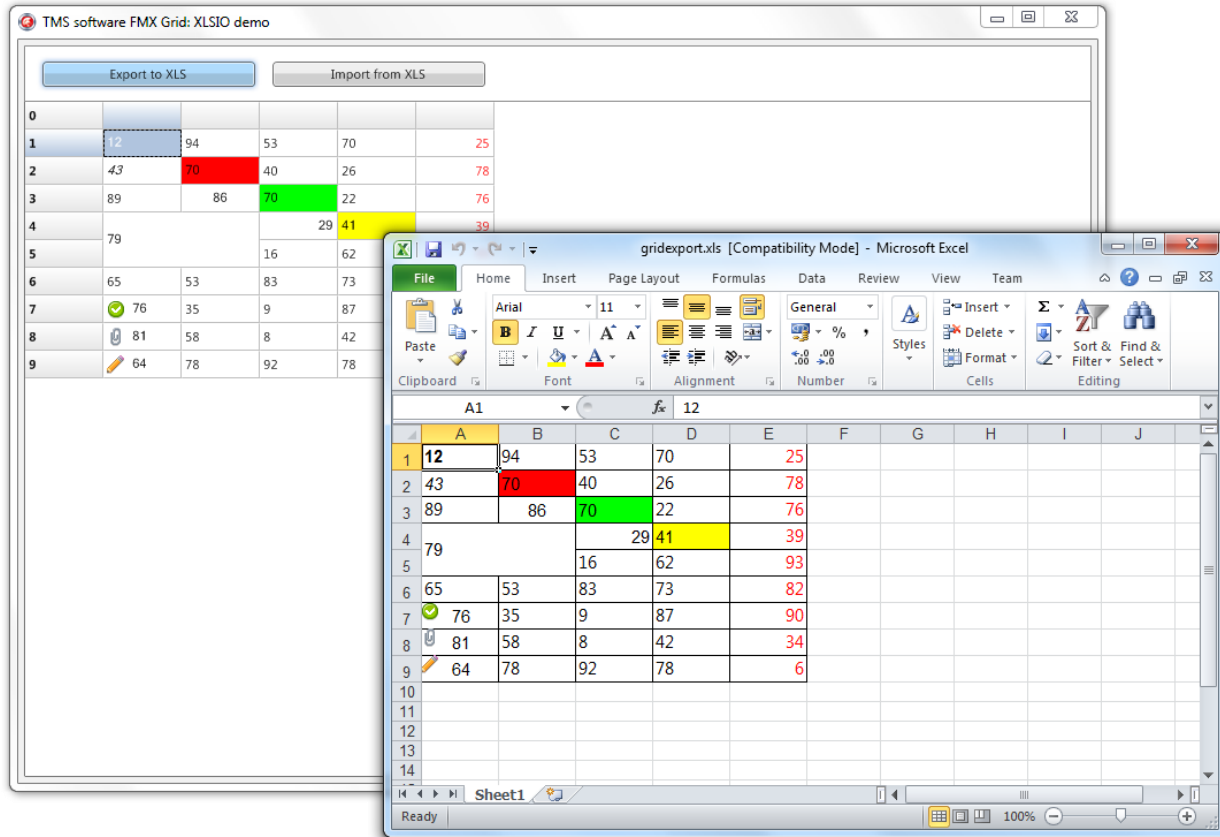 TMS software FMX Grid: XLSIO demo
Export to XLS Import from XLS
0
1 12 94 53 70 25
2 43 70 40 26 78
3 89 86 70 22 76
4 79 29 41 39
5 16 62
6 65 53 83 73
7 76 35 9 87
8 81 58 8 42
9 64 78 92 78
gridexport.xls [Compatibility Mode] - Microsoft Excel
File Home Insert Page Layout Formulas Data Review View Team
Paste
Clipboard
Arial 11
B I U A A
A
Font
Alignment
General
% ,
.00 .00
Number
A
Styles
Insert
Delete
Format
Cells
Σ
Sort & Filter
Find & Select
Editing
A1 fx 12
A B C D E F G H I J
1 12 94 53 70 25
2 43 70 40 26 78
3 89 86 70 22 76
4 79 29 41 39
5 16 62 93
6 65 53 83 73 82
7 76 35 9 87 90
8 81 58 8 42 34
9 64 78 92 78 6
10
11
12
13
14
Sheet1
Ready 100%